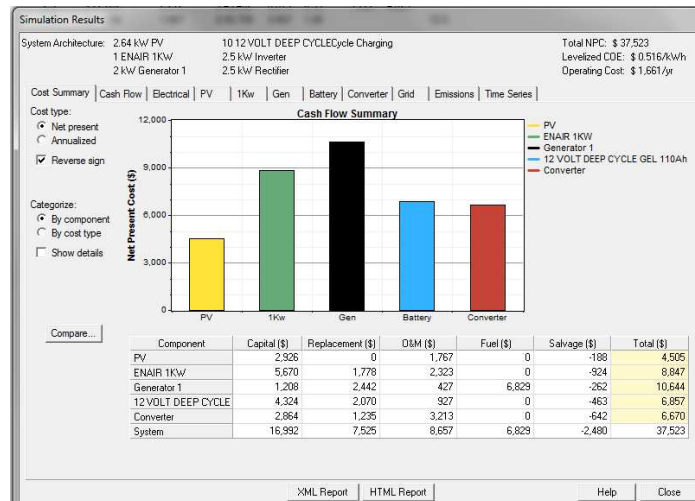 Simulation Results
System Architecture: 2.64 kW PV 10 12 VOLT DEEP CYCLECycle Charging Total NPC: $ 37,523
1 ENAIR 1KW 2.5 kW Inverter Levelized COE: $ 0.516/kWh
2 kW Generator 1 2.5 kW Rectifier Operating Cost: $ 1,661/yr
Cost Summary Cash Flow Electrical PV 1Kw Gen Battery Converter Grid Emissions Time Series
Cost type:
Net present
Annualized
Reverse sign
Categorize:
By component
By cost type
Show details
Compare...
Cash Flow Summary
Net Present Cost ($)
12,000
9,000
6,000
3,000
0
PV 1Kw Gen Battery Converter
PV
ENAIR 1KW
Generator 1
12 VOLT DEEP CYCLE GEL 110Ah
Converter
Component Capital ($) Replacement ($) O&M ($) Fuel ($) Salvage ($) Total ($)
PV 2,926 0 1,767 0 -188 4,505
ENAIR 1KW 5,670 1,778 2,323 0 -924 8,847
Generator 1 1,208 2,442 427 6,829 -262 10,644
12 VOLT DEEP CYCLE 4,324 2,070 927 0 -463 6,857
Converter 2,864 1,235 3,213 0 -642 6,670
System 16,992 7,525 8,657 6,829 -2,480 37,523
XML Report HTML Report Help Close